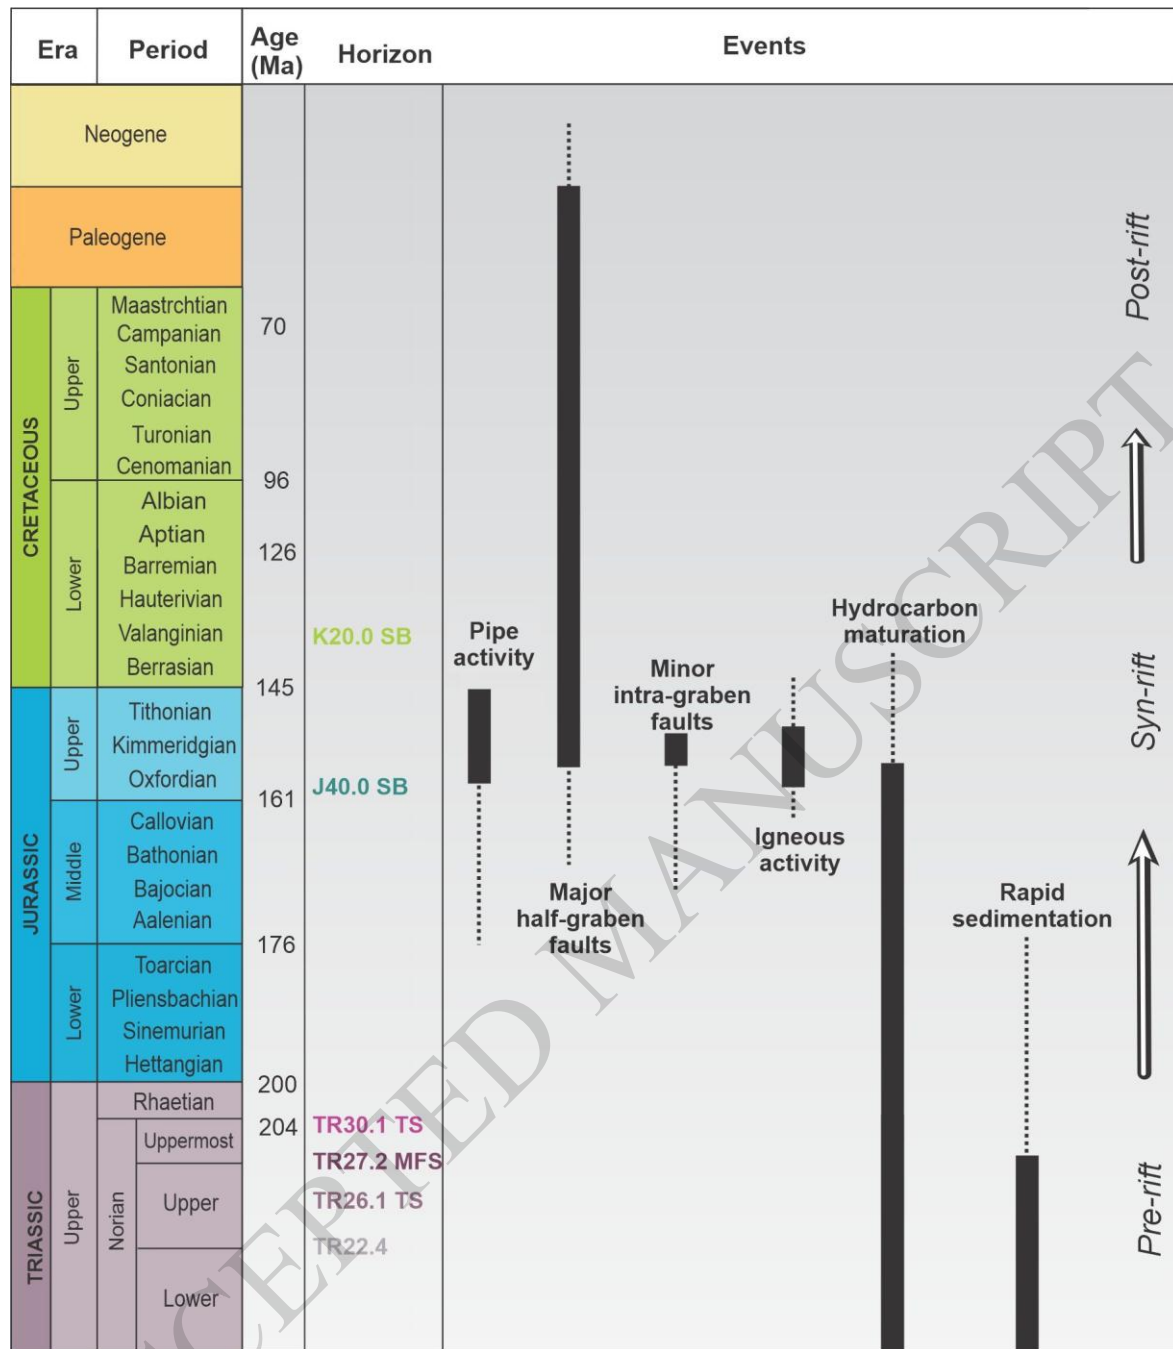 Era
Period
Age
(Ma)
Horizon
Events
Neogene
Paleogene
CRETACEOUS
Upper
Maastrchtian
Campanian
Santonian
Coniacian
Turonian
Cenomanian
70
96
Lower
Albian
Aptian
Barremian
Hauterivian
Valanginian
Berrasian
126
145
K20.0 SB
JURASSIC
Upper
Tithonian
Kimmeridgian
Oxfordian
161
J40.0 SB
Middle
Callovian
Bathonian
Bajocian
Aalenian
176
Lower
Toarcian
Pliensbachian
Sinemurian
Hettangian
200
TRIASSIC
Upper
Rhaetian
204
Norian
Uppermost
Upper
Lower
TR30.1 TS
TR27.2 MFS
TR26.1 TS
TR22.4
Pipe
activity
Major
half-graben
faults
Minor
intra-graben
faults
Igneous
activity
Hydrocarbon
maturation
Rapid
sedimentation
Post-rift
Syn-rift
Pre-rift
CEPTED MANUSCRIPT